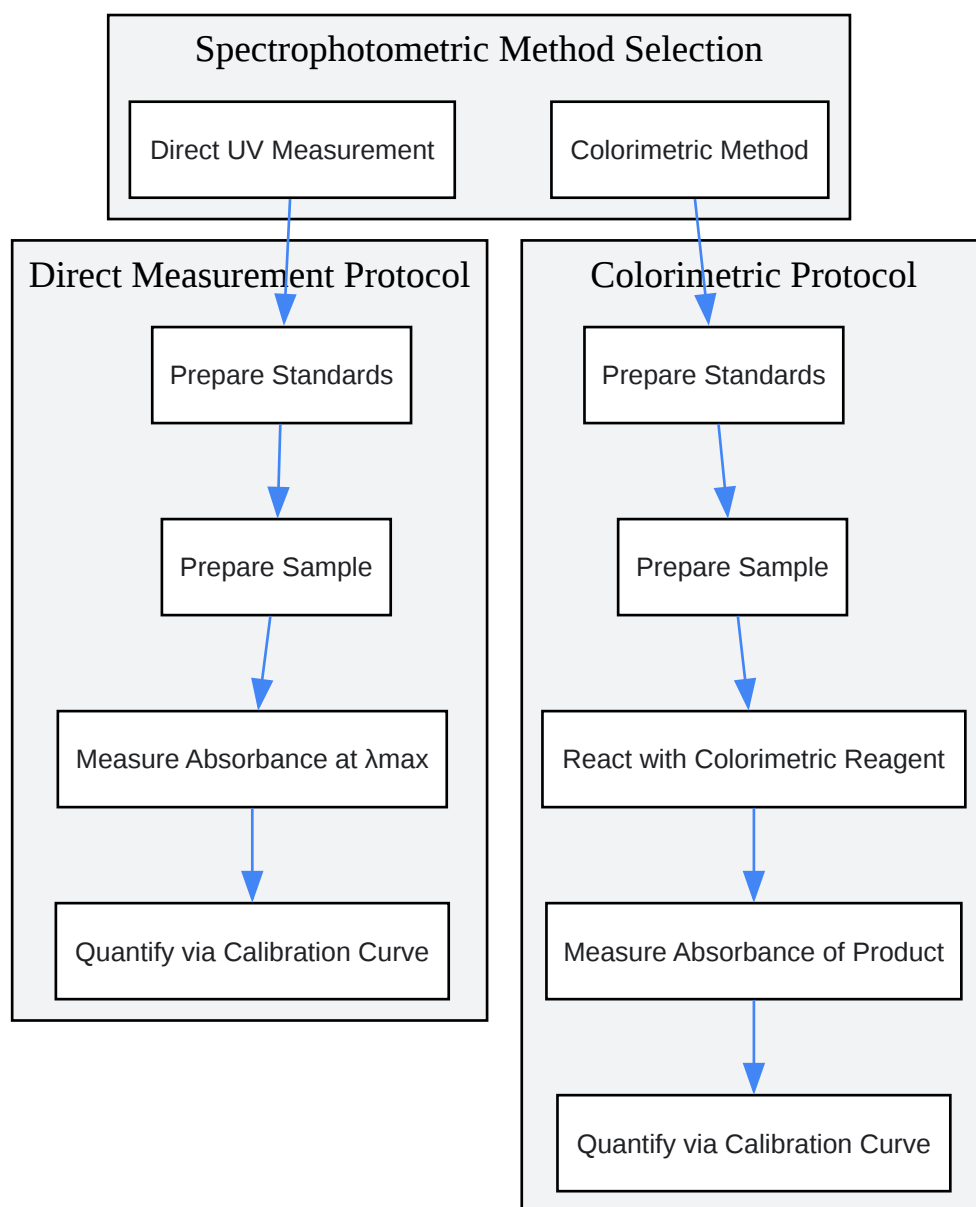 Spectrophotometric Method Selection
Direct UV Measurement
Colorimetric Method
Direct Measurement Protocol
Prepare Standards
Prepare Sample
Measure Absorbance at λmax
Quantify via Calibration Curve
Colorimetric Protocol
Prepare Standards
Prepare Sample
React with Colorimetric Reagent
Measure Absorbance of Product
Quantify via Calibration Curve